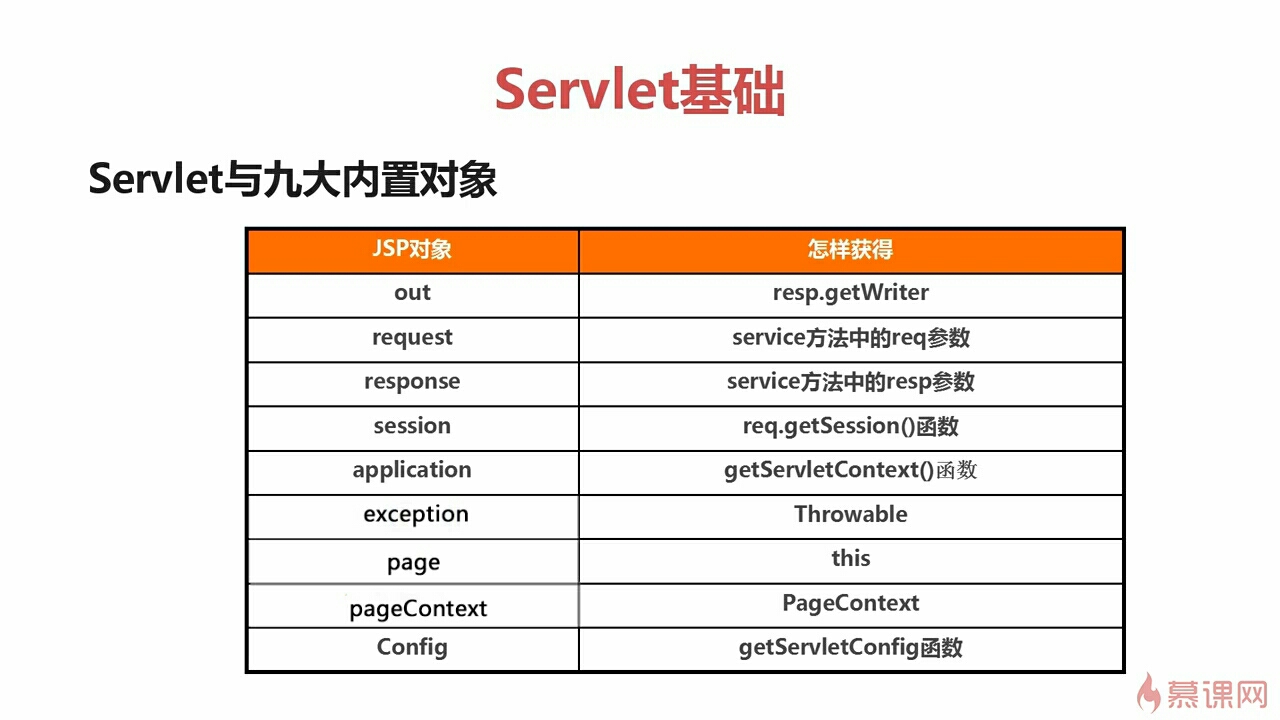 Servlet基础
Servlet与九大内置对象
JSP对象 怎样获得
out resp.getWriter
request service方法中的req参数
response service方法中的resp参数
session req.getSession()函数
application getServletContext()函数
exception Throwable
page this
pageContext PageContext
Config getServletConfig函数
慕课网